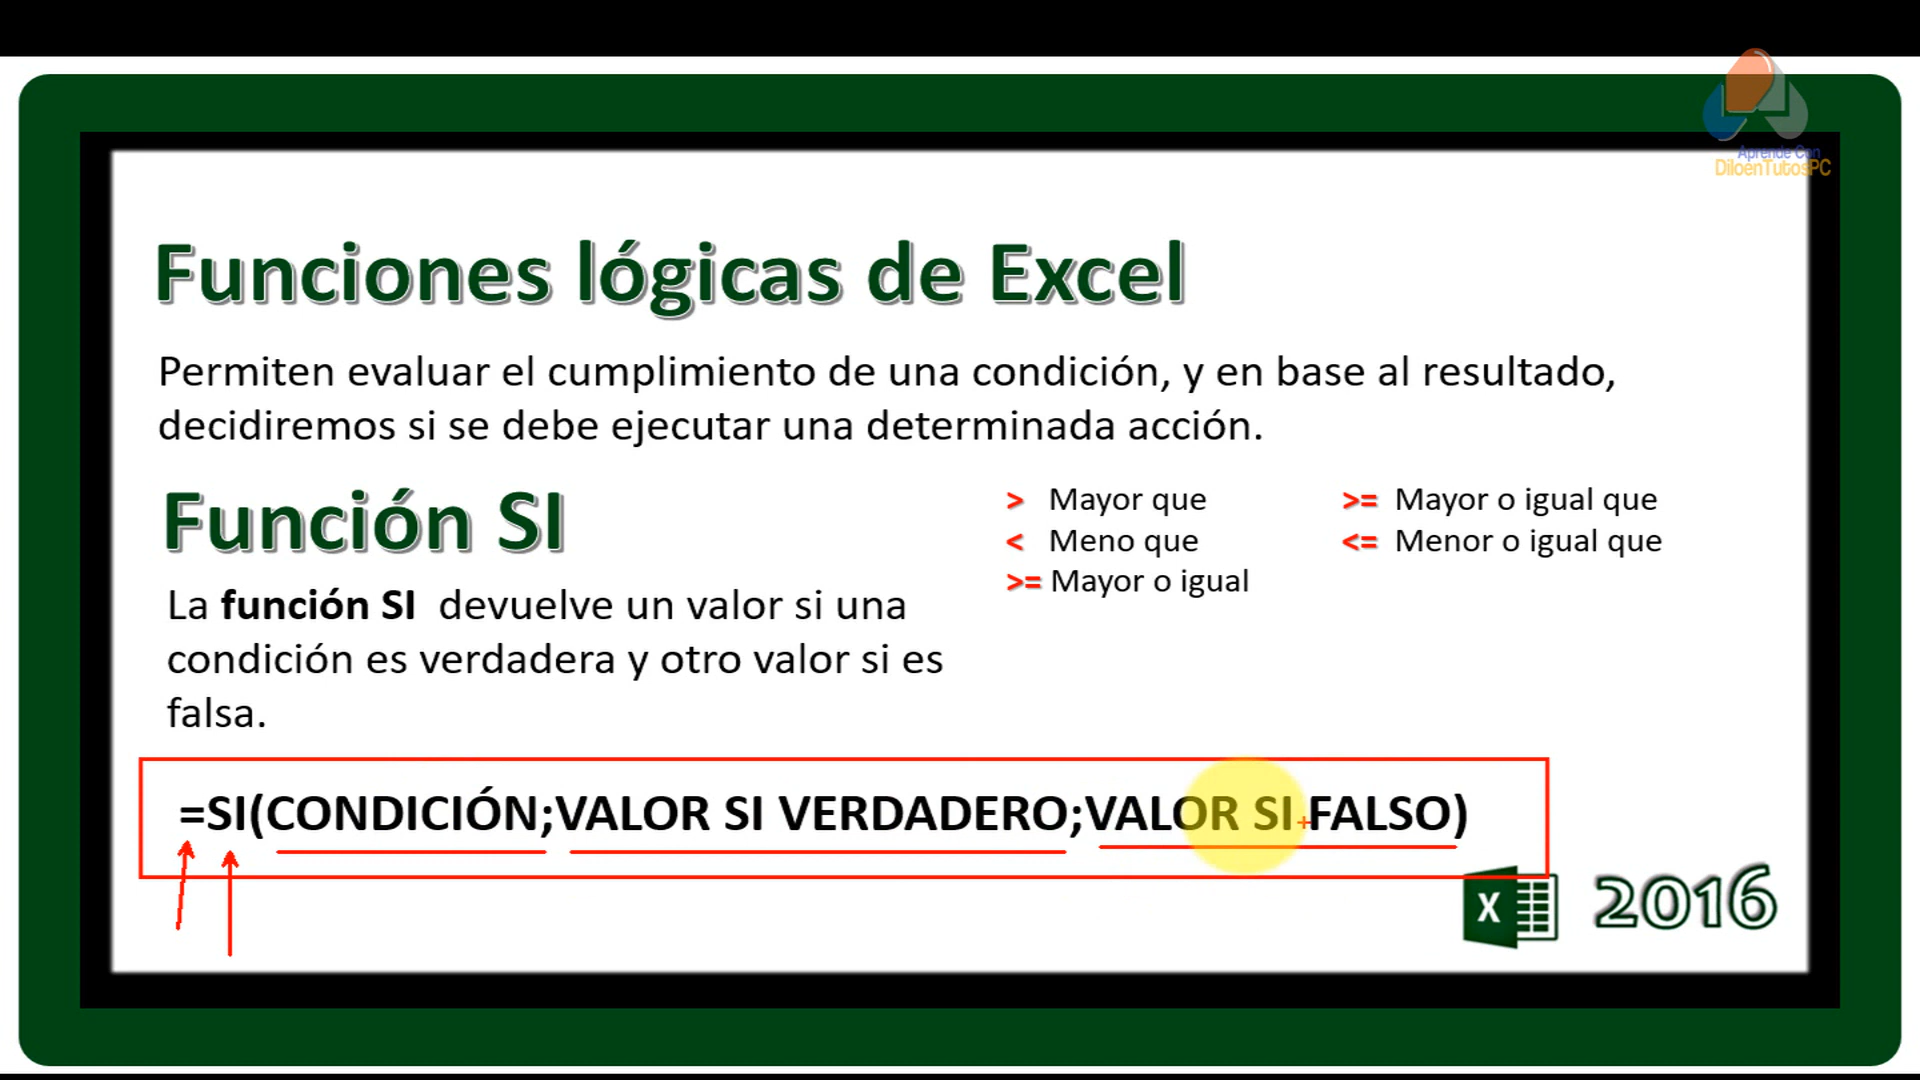 Aprende Con
DiloenTutosPC
Funciones lógicas de Excel
Permiten evaluar el cumplimiento de una condición, y en base al resultado,
decidiremos si se debe ejecutar una determinada acción.
Función SI
La función SI devuelve un valor si una
condición es verdadera y otro valor si es
falsa.
> Mayor que
< Meno que
>= Mayor o igual
>= Mayor o igual que
<= Menor o igual que
=SI(CONDICIÓN;VALOR SI VERDADERO;VALOR SI FALSO)
X
2016